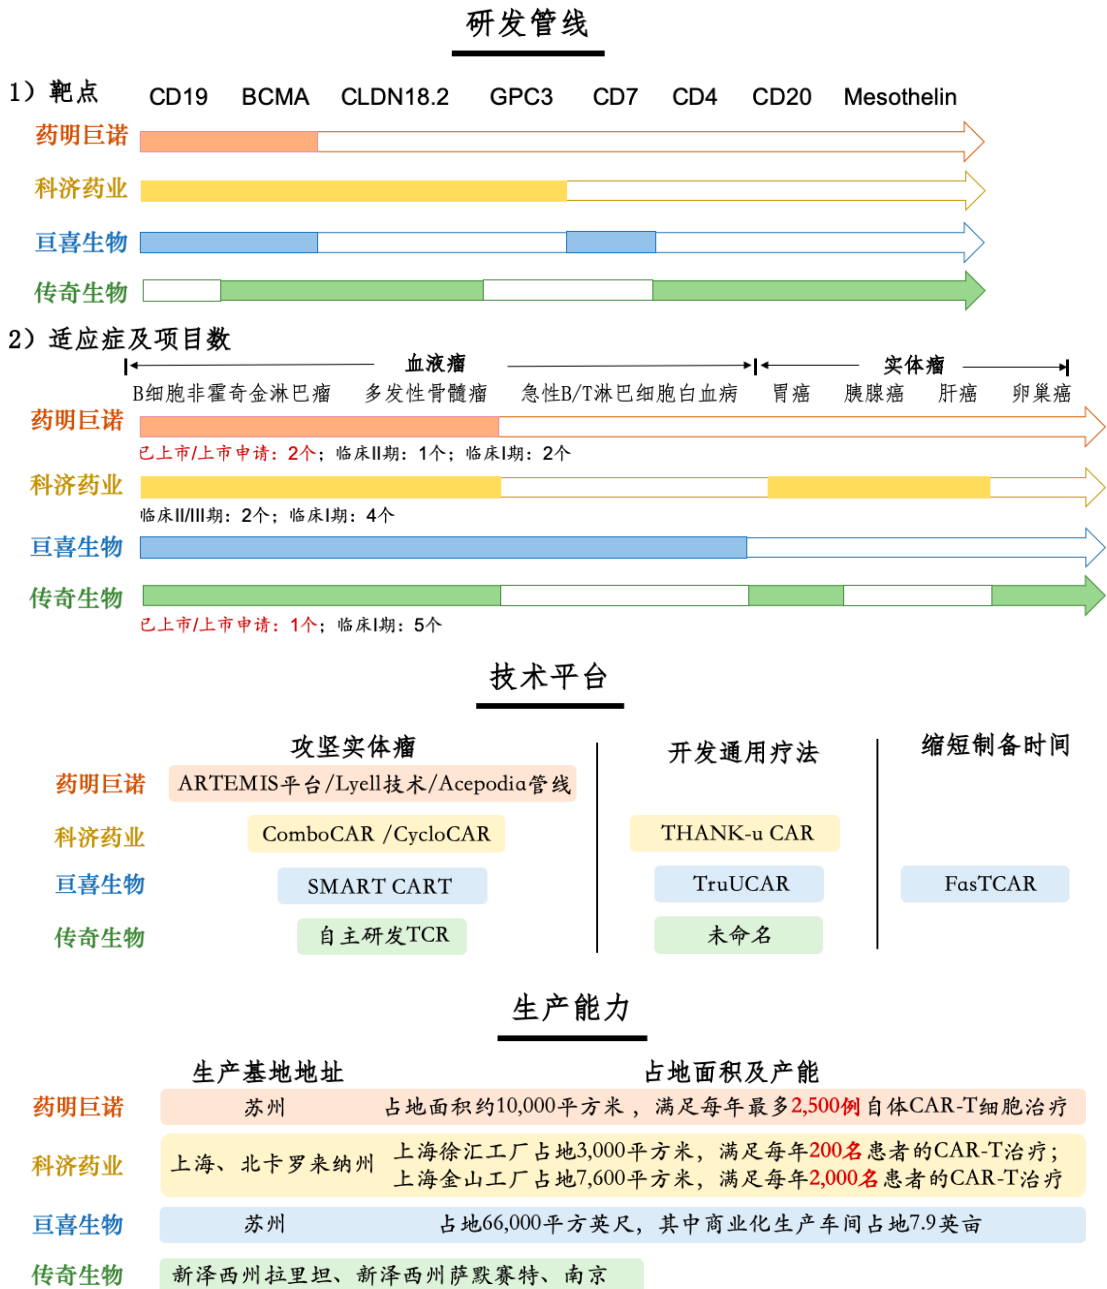 研发管线
1）靶点
CD19 BCMA CLDN18.2 GPC3 CD7 CD4 CD20 Mesothelin
药明巨诺
科济药业
亘喜生物
传奇生物
2）适应症及项目数
血液瘤 实体瘤
B细胞非霍奇金淋巴瘤 多发性骨髓瘤 急性B/T淋巴细胞白血病 胃癌 胰腺癌 肝癌 卵巢癌
药明巨诺
已上市/上市申请：2个；临床II期：1个；临床I期：2个
科济药业
临床II/III期：2个；临床I期：4个
亘喜生物
传奇生物
已上市/上市申请：1个；临床I期：5个
技术平台
攻坚实体瘤 开发通用疗法 缩短制备时间
药明巨诺 ARTEMIS平台/Lyell技术/Acepodia管线
科济药业 ComboCAR /CycloCAR THANK-u CAR
亘喜生物 SMART CART TruUCAR FasTCAR
传奇生物 自主研发TCR 未命名
生产能力
生产基地地址 占地面积及产能
药明巨诺 苏州 占地面积约10,000平方米，满足每年最多2,500例自体CAR-T细胞治疗
科济药业 上海、北卡罗来纳州 上海徐汇工厂占地3,000平方米，满足每年200名患者的CAR-T治疗；
上海金山工厂占地7,600平方米，满足每年2,000名患者的CAR-T治疗
亘喜生物 苏州 占地66,000平方英尺，其中商业化生产车间占地7.9英亩
传奇生物 新泽西州拉里坦、新泽西州萨默赛特、南京